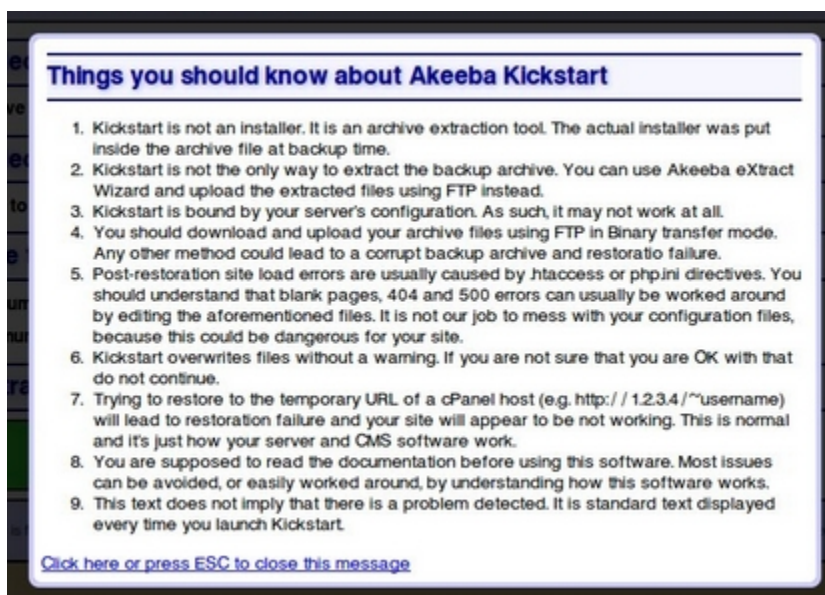 Things you should know about Akeeba Kickstart
1. Kickstart is not an installer. It is an archive extraction tool. The actual installer was put
inside the archive file at backup time.
2. Kickstart is not the only way to extract the backup archive. You can use Akeeba eXtract
Wizard and upload the extracted files using FTP instead.
3. Kickstart is bound by your server's configuration. As such, it may not work at all.
4. You should download and upload your archive files using FTP in Binary transfer mode.
Any other method could lead to a corrupt backup archive and restoratio failure.
5. Post-restoration site load errors are usually caused by .htaccess or php.ini directives. You
should understand that blank pages, 404 and 500 errors can usually be worked around
by editing the aforementioned files. It is not our job to mess with your configuration files,
because this could be dangerous for your site.
6. Kickstart overwrites files without a warning. If you are not sure that you are OK with that
do not continue.
7. Trying to restore to the temporary URL of a cPanel host (e.g. http://1.2.3.4/~username)
will lead to restoration failure and your site will appear to be not working. This is normal
and it's just how your server and CMS software work.
8. You are supposed to read the documentation before using this software. Most issues
can be avoided, or easily worked around, by understanding how this software works.
9. This text does not imply that there is a problem detected. It is standard text displayed
every time you launch Kickstart.
Click here or press ESC to close this message